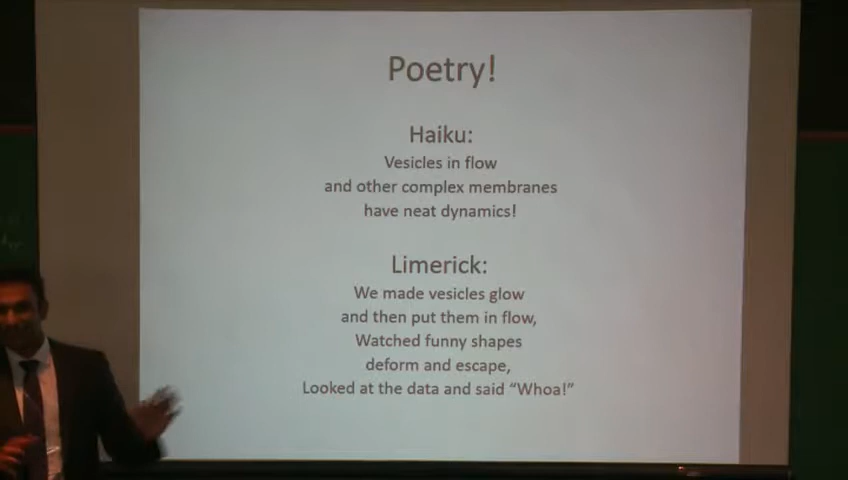 Poetry!
Haiku:
Vesicles in flow
and other complex membranes
have neat dynamics!
Limerick:
We made vesicles glow
and then put them in flow,
Watched funny shapes
deform and escape,
Looked at the data and said “Whoa!”